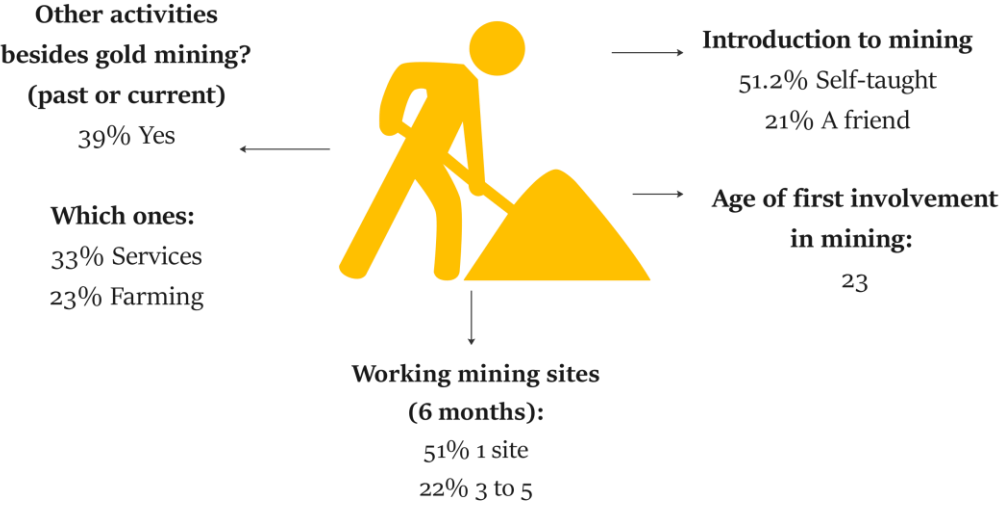 Other activities
besides gold mining?
(past or current)
39% Yes
Which ones:
33% Services
23% Farming
Introduction to mining
51.2% Self-taught
21% A friend
Age of first involvement
in mining:
23
Working mining sites
(6 months):
51% 1 site
22% 3 to 5